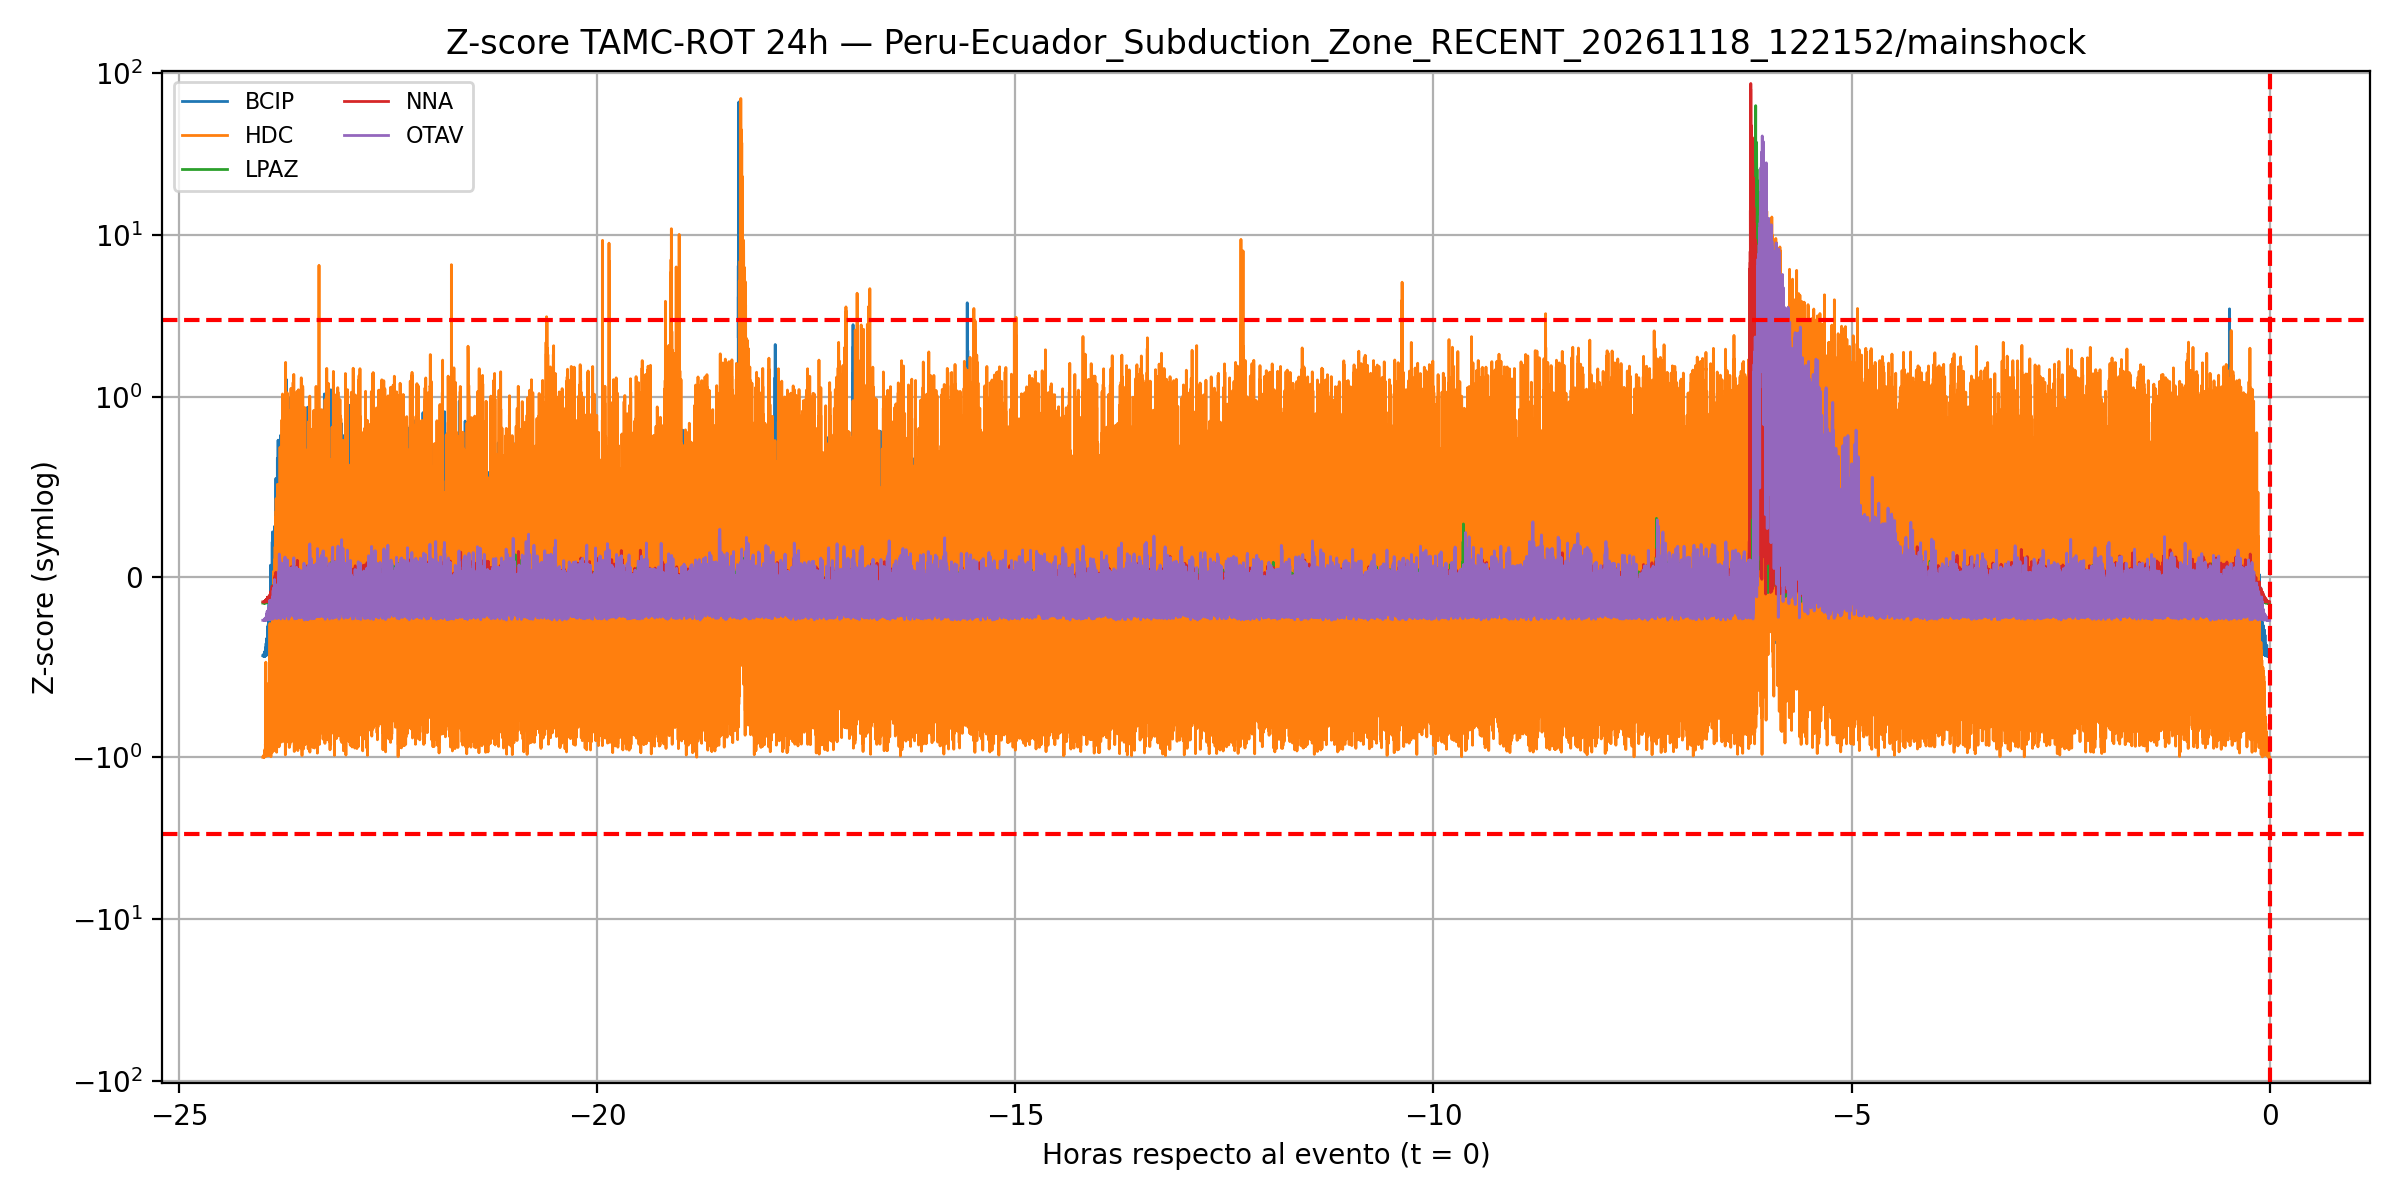 Z-score TAMC-ROT 24h — Peru-Ecuador_Subduction_Zone_RECENT_20261118_122152/mainshock
BCIP
HDC
LPAZ
NNA
OTAV
10²
10¹
10⁰
0
−10⁰
−10¹
−10²
Z-score (symlog)
−25
−20
−15
−10
−5
0
Horas respecto al evento (t = 0)